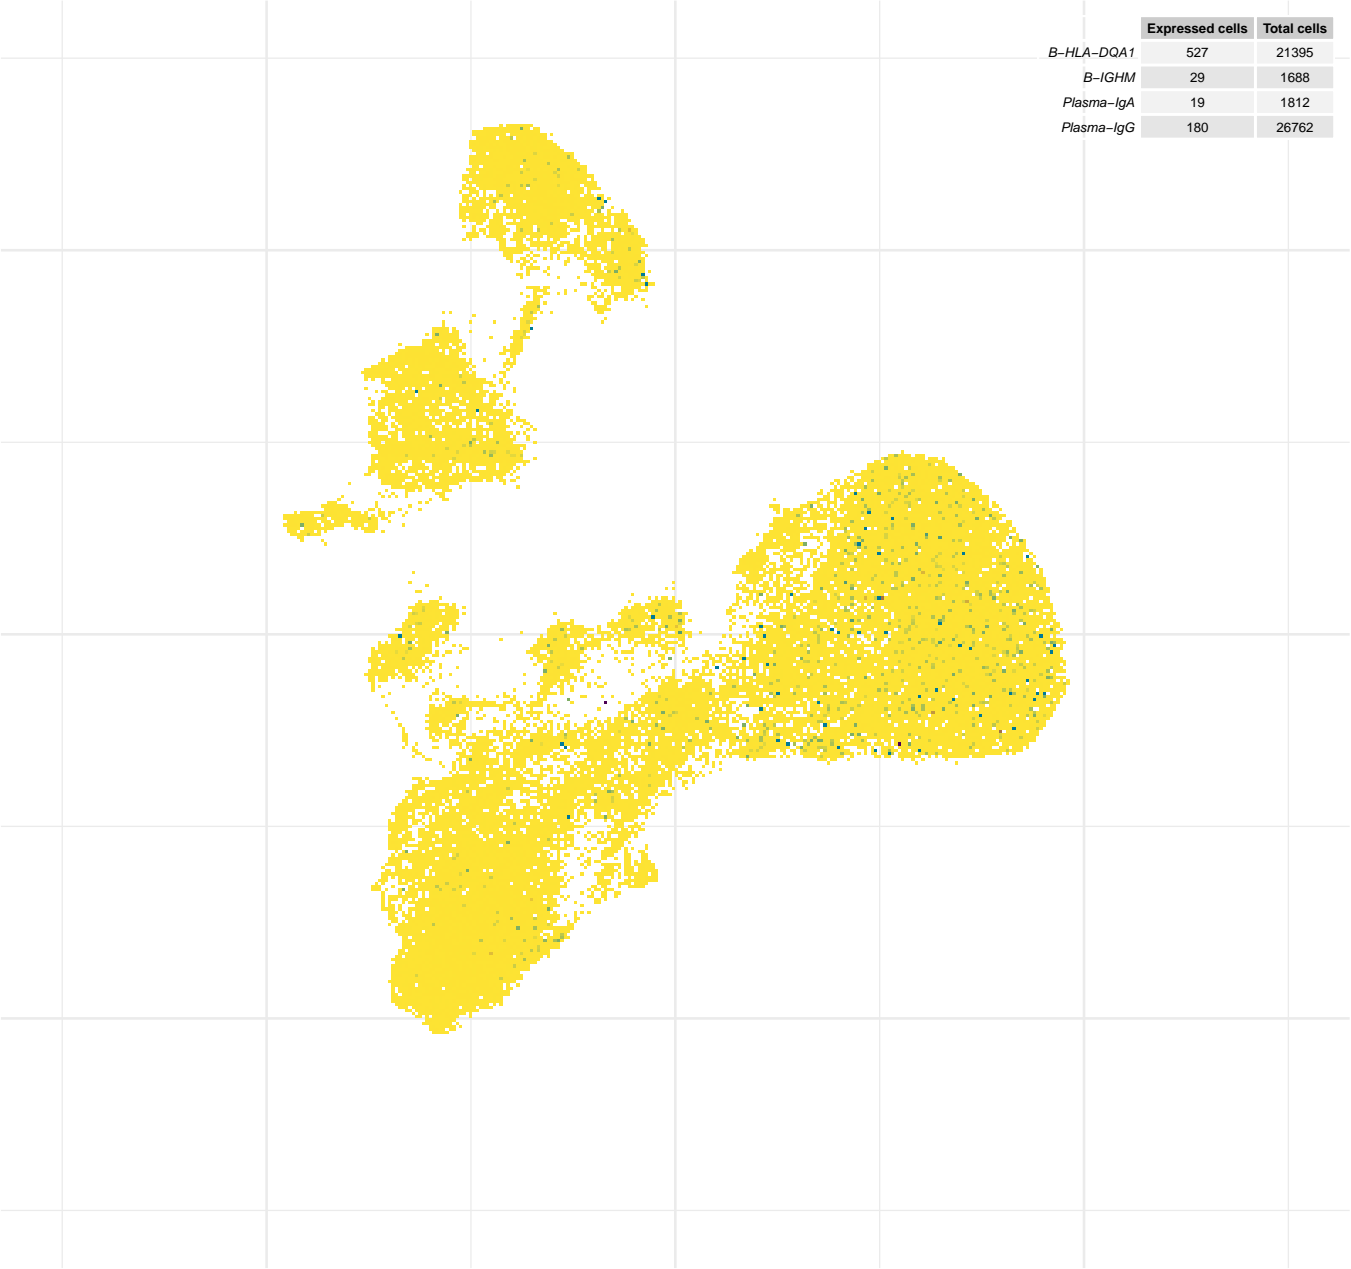 Expressed cells Total cells
B−HLA−DQA1 527 21395
B−IGHM 29 1688
Plasma−IgA 19 1812
Plasma−IgG 180 26762